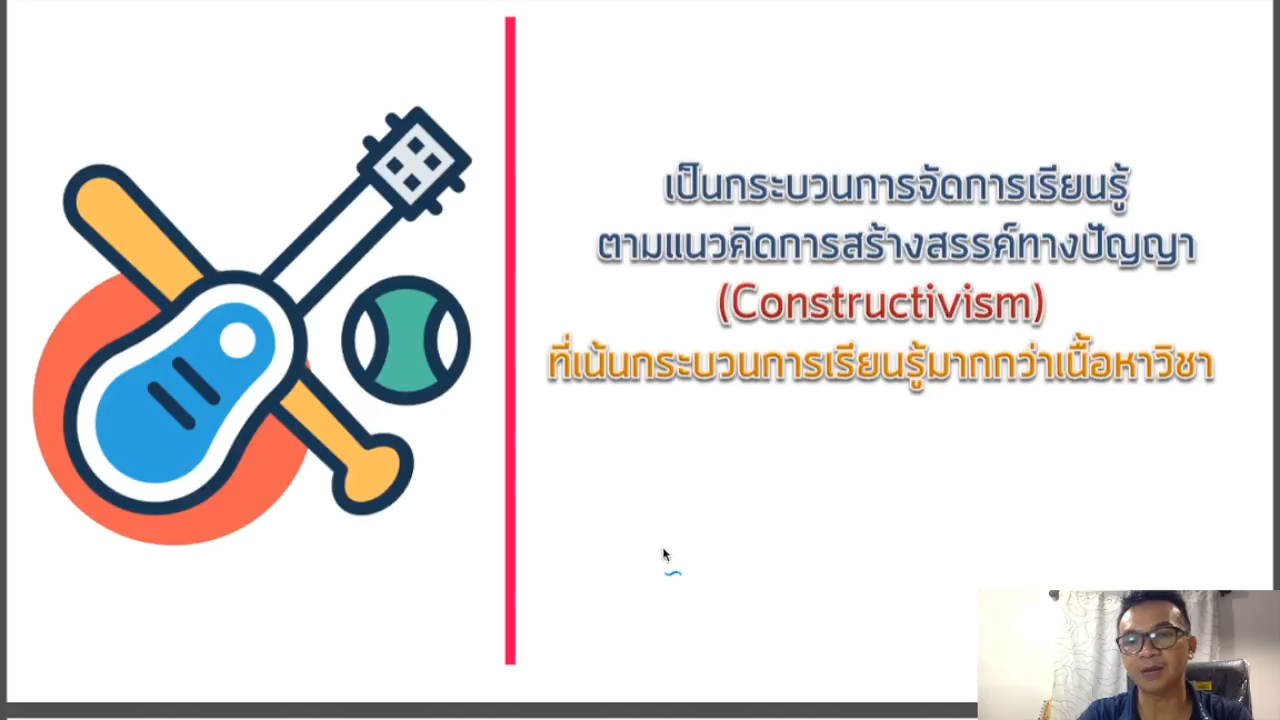 เป็นกระบวนการจัดการเรียนรู้
ตามแนวคิดการสร้างสรรค์ทางปัญญา
(Constructivism)
ที่เน้นกระบวนการเรียนรู้มากกว่าเนื้อหาวิชา